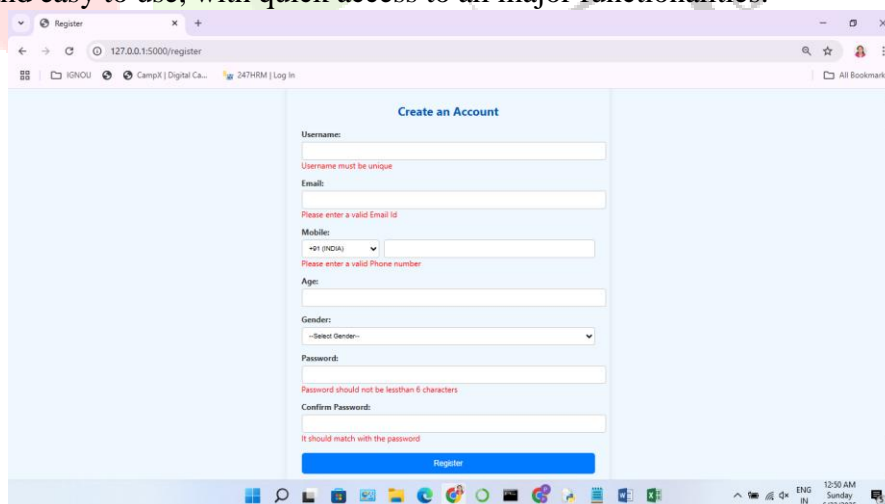 nd easy to use, with quick access to all major functionalities.
Register
127.0.0.1:5000/register
IGNOU CampX | Digital Ca... 247HRM | Log In All Bookmark
Create an Account
Username:
Username must be unique
Email:
Please enter a valid Email Id
Mobile:
+91 (INDIA)
Please enter a valid Phone number
Age:
Gender:
--Select Gender--
Password:
Password should not be lessthan 6 characters
Confirm Password:
It should match with the password
Register
ENG 12:50 AM
IN Sunday